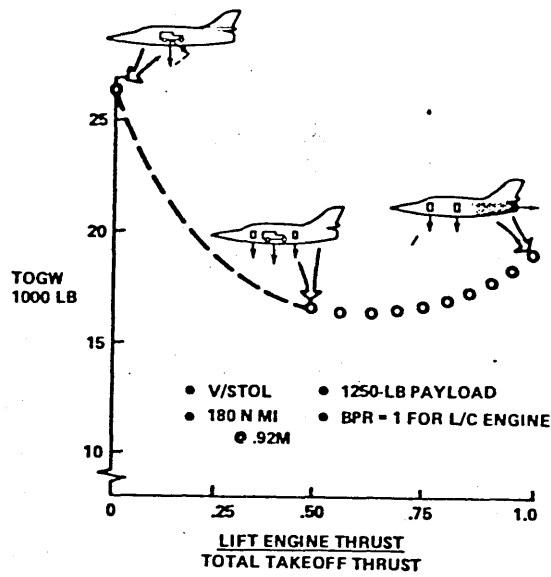 25
20
TOGW
1000 LB
15
● V/STOL
● 1250-LB PAYLOAD
● 180 N MI
● BPR = 1 FOR L/C ENGINE
@ .92M
10
0
.25
.50
.75
1.0
LIFT ENGINE THRUST
TOTAL TAKEOFF THRUST